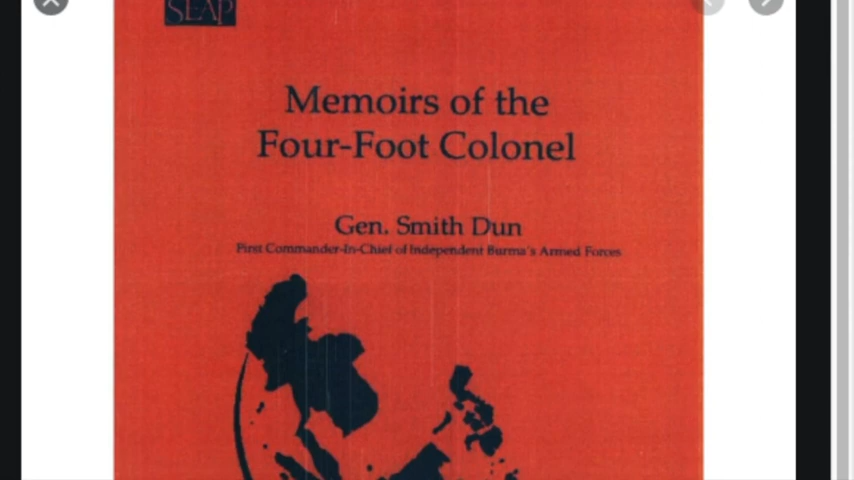 SEAP
Memoirs of the
Four-Foot Colonel
Gen. Smith Dun
First Commander-In-Chief of Independent Burma's Armed Forces